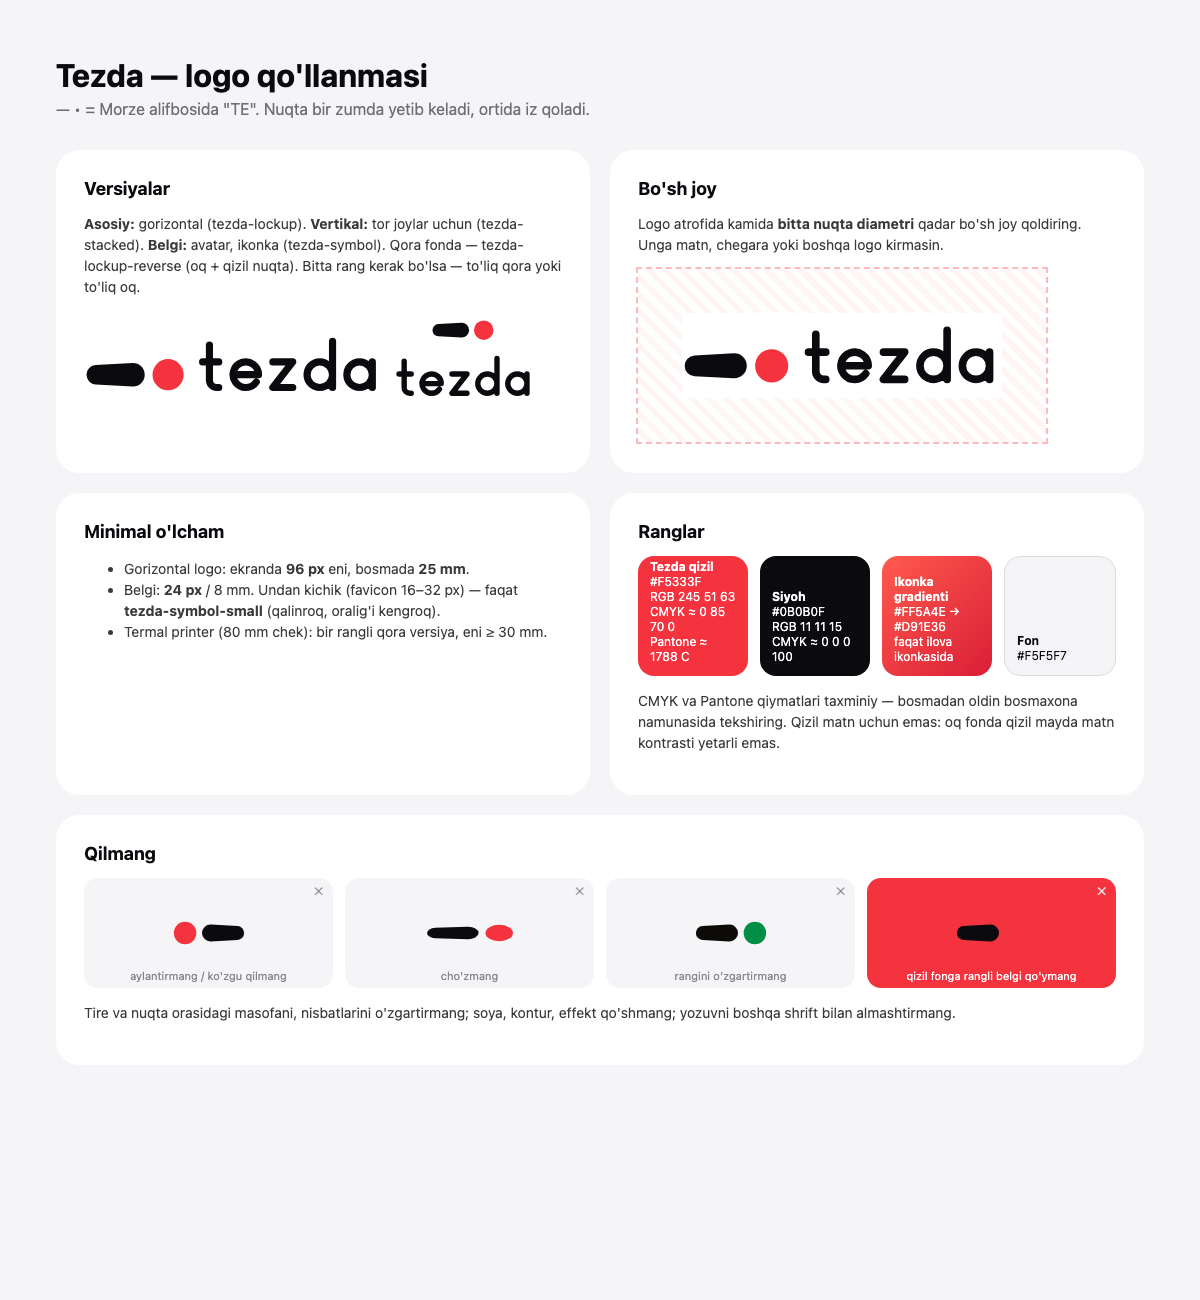 Tezda — logo qo'llanmasi
— • = Morze alifbosida "TE". Nuqta bir zumda yetib keladi, ortida iz qoladi.
Versiyalar
Asosiy: gorizontal (tezda-lockup). Vertikal: tor joylar uchun (tezda-
stacked). Belgi: avatar, ikonka (tezda-symbol). Qora fonda — tezda-
lockup-reverse (oq + qizil nuqta). Bitta rang kerak bo'lsa — to'liq qora yoki
to'liq oq.
tezda
tezda
Bo'sh joy
Logo atrofida kamida bitta nuqta diametri qadar bo'sh joy qoldiring.
Unga matn, chegara yoki boshqa logo kirmasin.
tezda
Minimal o'lcham
• Gorizontal logo: ekranda 96 px eni, bosmada 25 mm.
• Belgi: 24 px / 8 mm. Undan kichik (favicon 16–32 px) — faqat
tezda-symbol-small (qalinroq, oralig'i kengroq).
• Termal printer (80 mm chek): bir rangli qora versiya, eni ≥ 30 mm.
Ranglar
Tezda qizil
#F5333F
RGB 245 51 63
CMYK ≈ 0 85
70 0
Pantone ≈
1788 C
Siyoh
#0B0B0F
RGB 11 11 15
CMYK ≈ 0 0 0
100
Ikonka
gradienti
#FF5A4E →
#D91E36
faqat ilova
ikonkasida
Fon
#F5F5F7
CMYK va Pantone qiymatlari taxminiy — bosmadan oldin bosmaxona
namunasida tekshiring. Qizil matn uchun emas: oq fonda qizil mayda matn
kontrasti yetarli emas.
Qilmang
✕
aylantirmang / ko'zgu qilmang
✕
cho'zmang
✕
rangini o'zgartirmang
✕
qizil fonga rangli belgi qo'ymang
Tire va nuqta orasidagi masofani, nisbatlarini o'zgartirmang; soya, kontur, effekt qo'shmang; yozuvni boshqa shrift bilan almashtirmang.